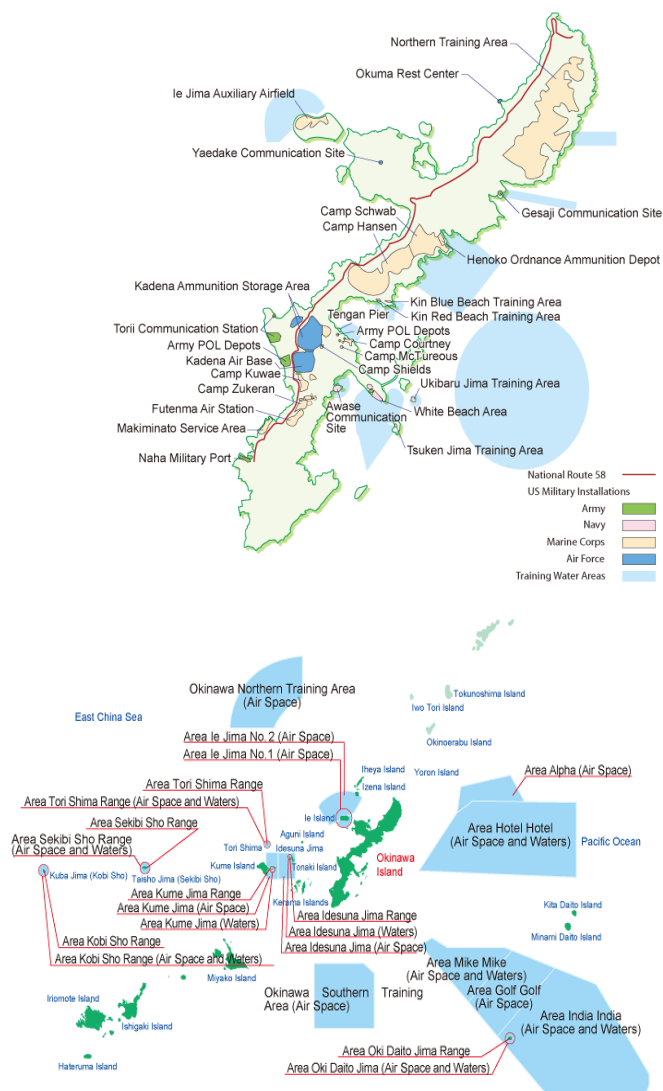 Northern Training Area
Okuma Rest Center
Ie Jima Auxiliary Airfield
Yaedake Communication Site
Gesaji Communication Site
Camp Schwab
Camp Hansen
Henoko Ordnance Ammunition Depot
Kadena Ammunition Storage Area
Kin Blue Beach Training Area
Kin Red Beach Training Area
Tengan Pier
Torii Communication Station
Army POL Depots
Army POL Depots
Camp Courtney
Kadena Air Base
Camp McTureous
Camp Kuwae
Camp Shields
Camp Zukeran
Ukibaru Jima Training Area
Futenma Air Station
Awase
Communication
Site
White Beach Area
Makiminato Service Area
Tsuken Jima Training Area
Naha Military Port
National Route 58
US Military Installations
Army
Navy
Marine Corps
Air Force
Training Water Areas
Okinawa Northern Training Area
(Air Space)
Tokunoshima Island
Iwo Tori Island
East China Sea
Okinoerabu Island
Area Ie Jima No.2 (Air Space)
Area Ie Jima No.1 (Air Space)
Iheya Island
Yoron Island
Area Alpha (Air Space)
Izena Island
Area Tori Shima Range
Area Tori Shima Range (Air Space and Waters)
Ie Island
Area Sekibi Sho Range
Area Hotel Hotel
(Air Space and Waters)
Pacific Ocean
Aguni Island
Area Sekibi Sho Range
(Air Space and Waters)
Tori Shima
Idesuna Jima
Kume Island
Tonaki Island
Okinawa
Island
Kuba Jima (Kobi Sho)
Taisho Jima (Sekibi Sho)
Area Kume Jima Range
Kerama Islands
Area Kume Jima (Air Space)
Area Kume Jima (Waters)
Area Idesuna Jima Range
Area Idesuna Jima (Waters)
Area Idesuna Jima (Air Space)
Kita Daito Island
Minami Daito Island
Area Kobi Sho Range
Area Kobi Sho Range (Air Space and Waters)
Miyako Island
Area Mike Mike
(Air Space and Waters)
Okinawa Southern Training
Area (Air Space)
Area Golf Golf
(Air Space)
Iriomote Island
Area India India
(Air Space and Waters)
Ishigaki Island
Hateruma Island
Area Oki Daito Jima Range
Area Oki Daito Jima (Air Space and Waters)